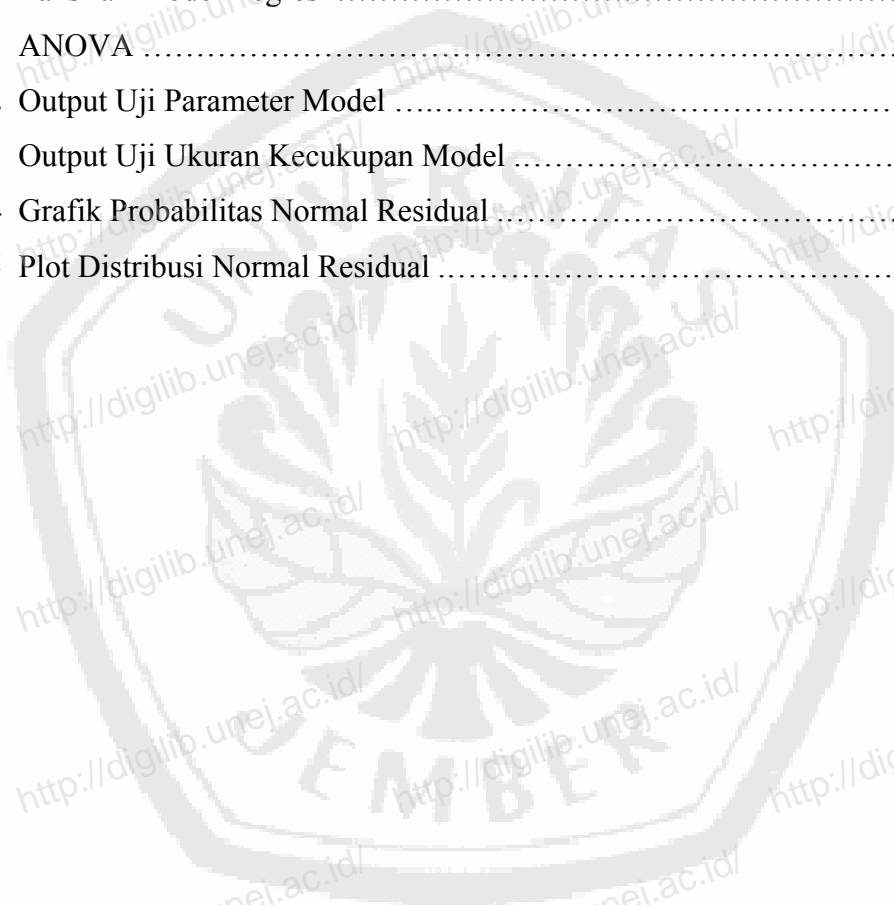 ANOVA ……………………………………………………………
Output Uji Parameter Model ……………………………………
Output Uji Ukuran Kecukupan Model ……………………………
Grafik Probabilitas Normal Residual ……………………………
Plot Distribusi Normal Residual …………………………………
UNIVERSITAS
JEMBER
http://digilib.unej.ac.id/
http://digilib.unej.ac.id/
http://digilib.unej.ac.id/
http://digilib.unej.ac.id/
http://digilib.unej.ac.id/
http://digilib.unej.ac.id/
http://digilib.unej.ac.id/
http://digilib.unej.ac.id/